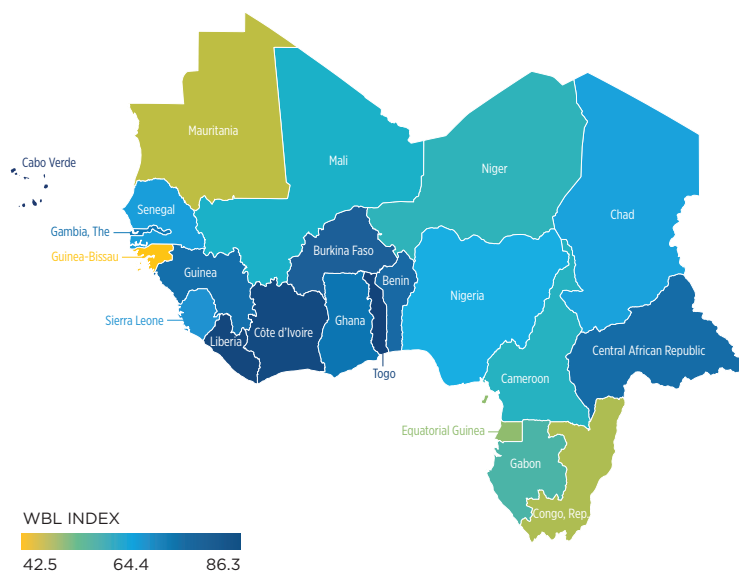 Mauritania
Mali
Niger
Cabo Verde
Senegal
Chad
Gambia, The
Burkina Faso
Guinea-Bissau
Guinea
Benin
Nigeria
Sierra Leone
Ghana
Côte d'Ivoire
Liberia
Central African Republic
Togo
Cameroon
Equatorial Guinea
Gabon
Congo, Rep.
WBL INDEX
42.5 64.4 86.3